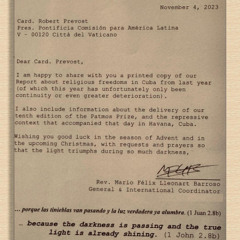 November 6, 2023
Card. Robert Prevost
Pres. Pontificia Comisión para América Latina
V - 00120 Città del Vaticano
Dear Card. Prevost,
I am happy to share with you a printed copy of our
Report about religious freedoms in Cuba from last year
(of which this year has unfortunately only been
continuity or even greater deterioration).
I also include information about the delivery of our
tenth edition of the Patmos Prize, and the repressive
context that accompanied that day in Havana, Cuba.
Wishing you good luck in the season of Advent and in
the upcoming Christmas, with requests and prayers so
that the light triumphs during so much darkness,
Rev. Mario Félix Lleonart Barroso
General & International Coordinator
...porque las tinieblas van pasando y la luz verdadera ya alumbra. (1 Juan 2.8b)
... because the darkness is passing and the true
light is already shining. (1 John 2.8b)